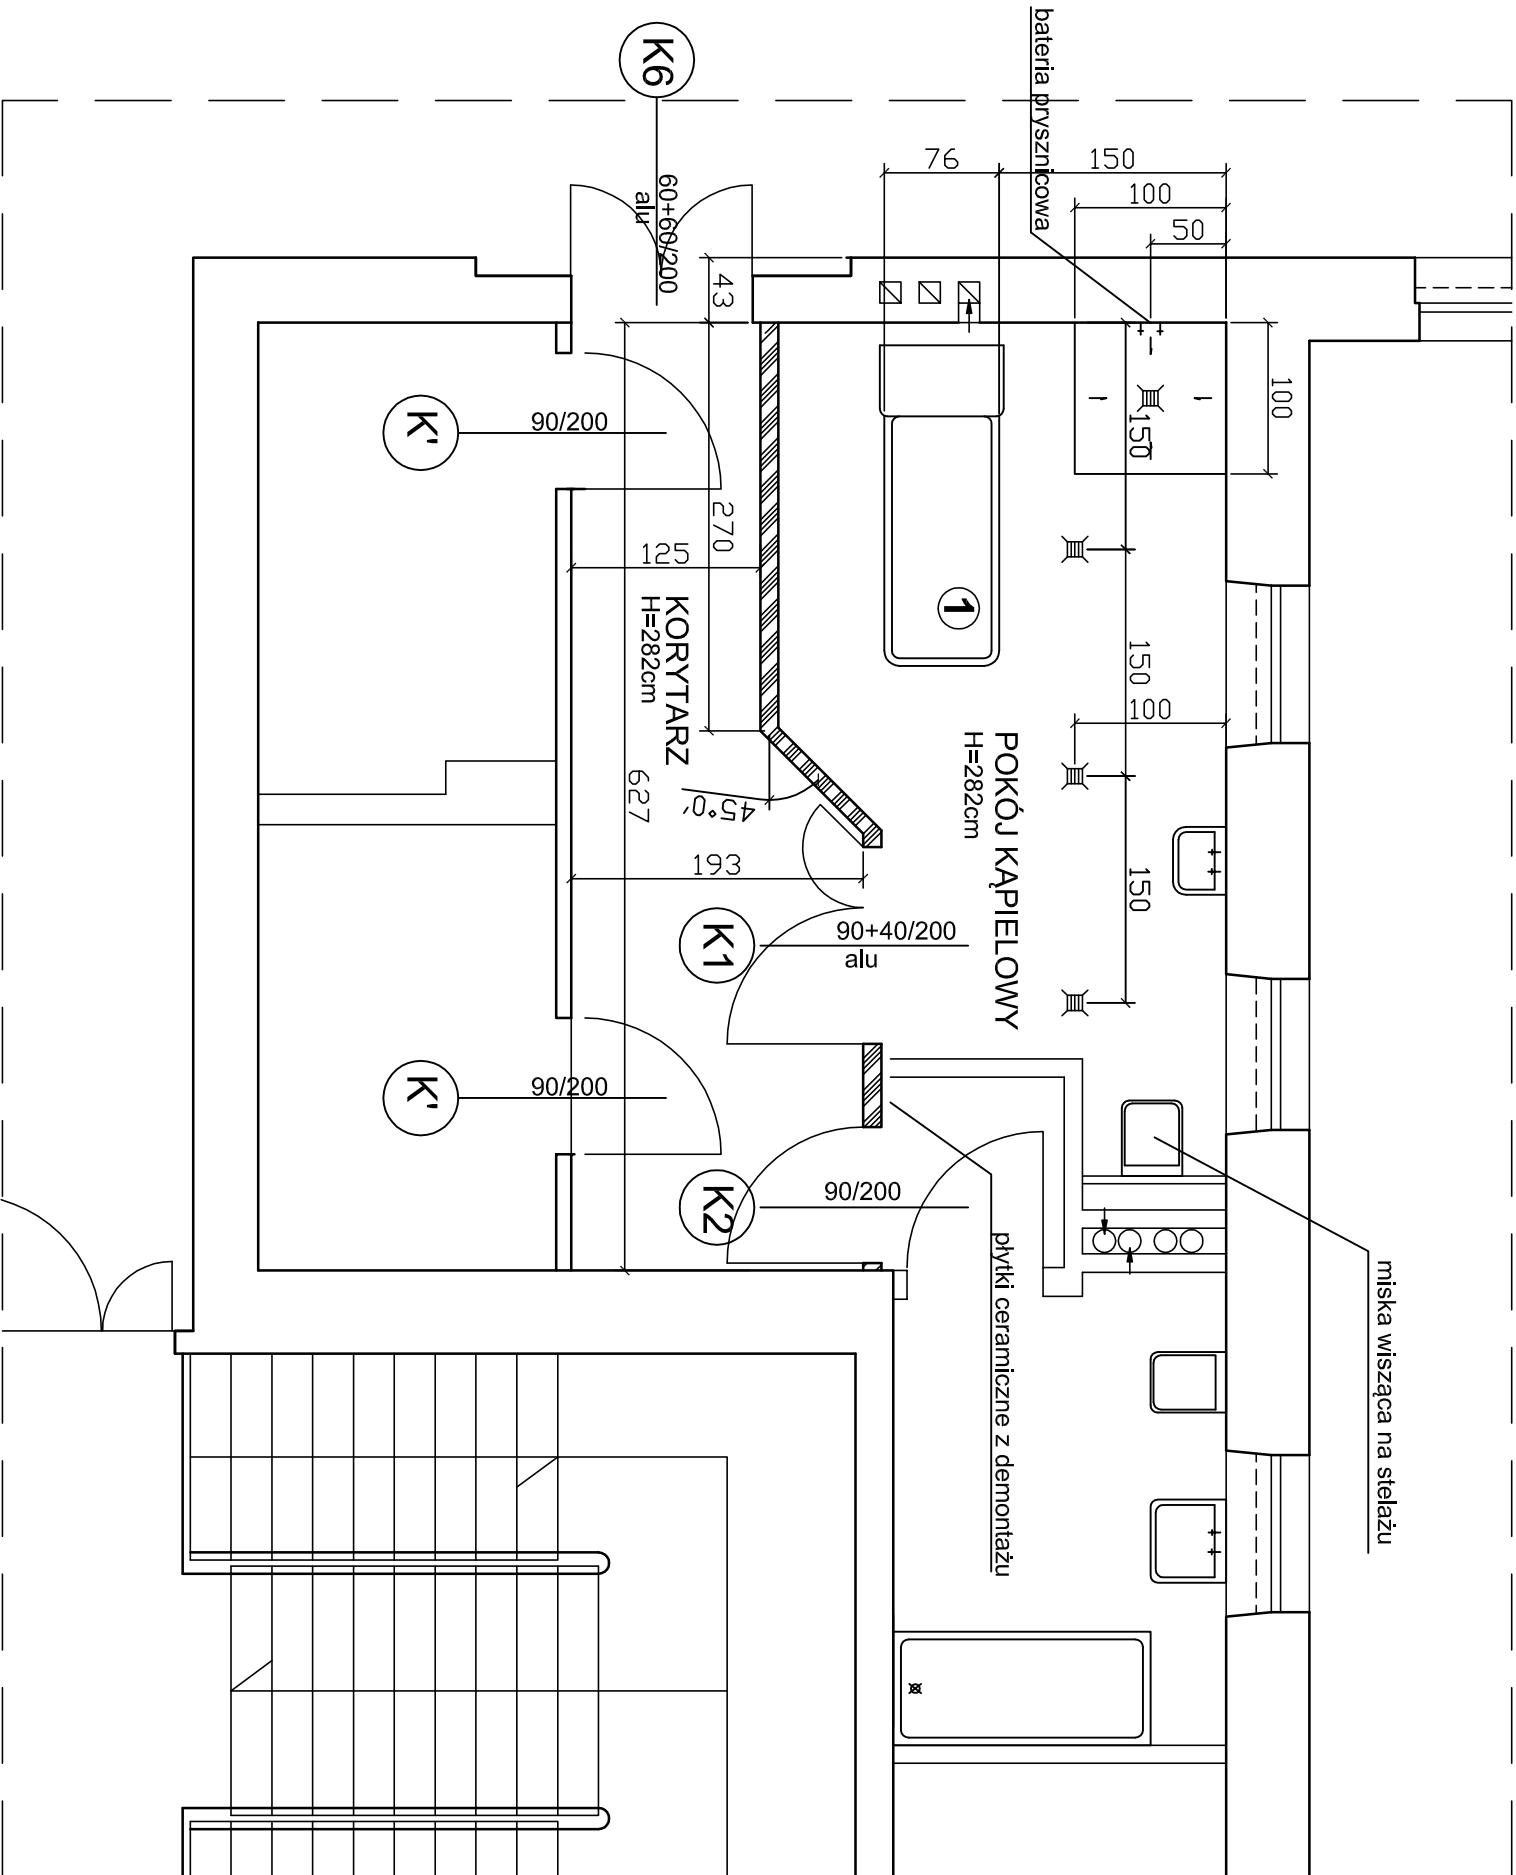 bateria prysznicowa
K6
60+60/200
alu
76
150
100
50
43
100
K'
90/200
150
270
125
1
KORYTARZ
H=282cm
150
100
POKÓJ KĄPIELOWY
H=282cm
45°0'
627
193
150
K1
90+40/200
alu
K'
90/200
K2
90/200
płytki ceramiczne z demontażu
miska wisząca na stelażu